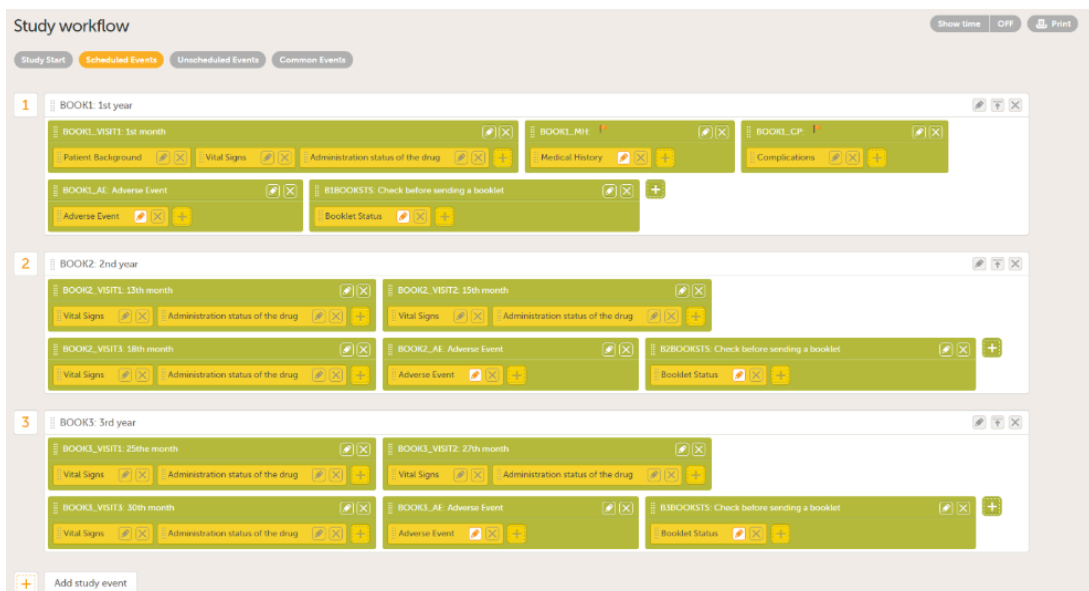 Study workflow
Show time OFF Print
Study Start Scheduled Events Unscheduled Events Common Events
1 BOOK1: 1st year
BOOK1_VISIT1: 1st month BOOK1_MH: BOOK1_CP:
Patient Background Vital Signs Administration status of the drug Medical History Complications
BOOK1_AE: Adverse Event B1BOOKSTS: Check before sending a booklet
Adverse Event Booklet Status
2 BOOK2: 2nd year
BOOK2_VISIT1: 13th month BOOK2_VISIT2: 15th month
Vital Signs Administration status of the drug Vital Signs Administration status of the drug
BOOK2_VISIT3: 18th month BOOK2_AE: Adverse Event B2BOOKSTS: Check before sending a booklet
Vital Signs Administration status of the drug Adverse Event Booklet Status
3 BOOK3: 3rd year
BOOK3_VISIT1: 25the month BOOK3_VISIT2: 27th month
Vital Signs Administration status of the drug Vital Signs Administration status of the drug
BOOK3_VISIT3: 30th month BOOK3_AE: Adverse Event B3BOOKSTS: Check before sending a booklet
Vital Signs Administration status of the drug Adverse Event Booklet Status
Add study event